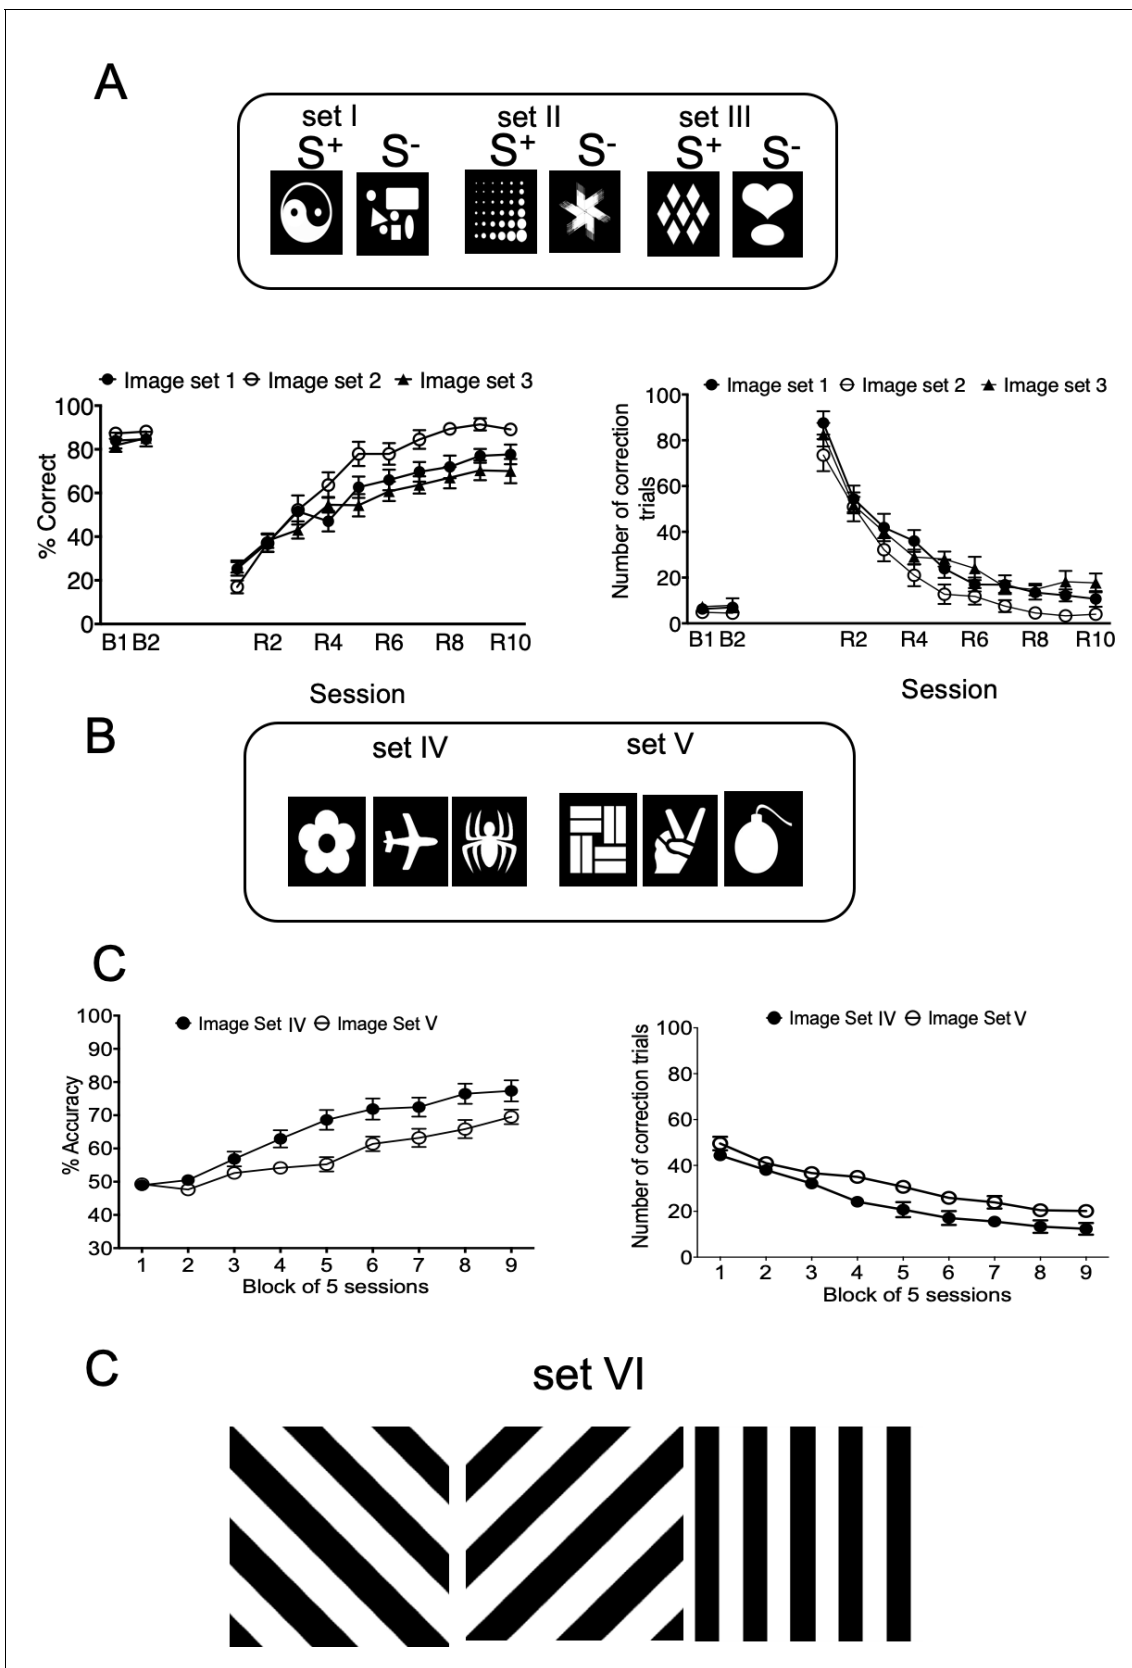 A
set I set II set III
S+ S- S+ S- S+ S-
Image set 1 Image set 2 Image set 3
100
80
60
40
20
0
% Correct
B1 B2 R2 R4 R6 R8 R10
Session
Image set 1 Image set 2 Image set 3
100
80
60
40
20
0
Number of correction
trials
B1 B2 R2 R4 R6 R8 R10
Session
B
set IV set V
C
Image Set IV Image Set V
100
90
80
70
60
50
40
30
% Accuracy
1 2 3 4 5 6 7 8 9
Block of 5 sessions
Image Set IV Image Set V
100
80
60
40
20
0
Number of correction trials
1 2 3 4 5 6 7 8 9
Block of 5 sessions
C
set VI